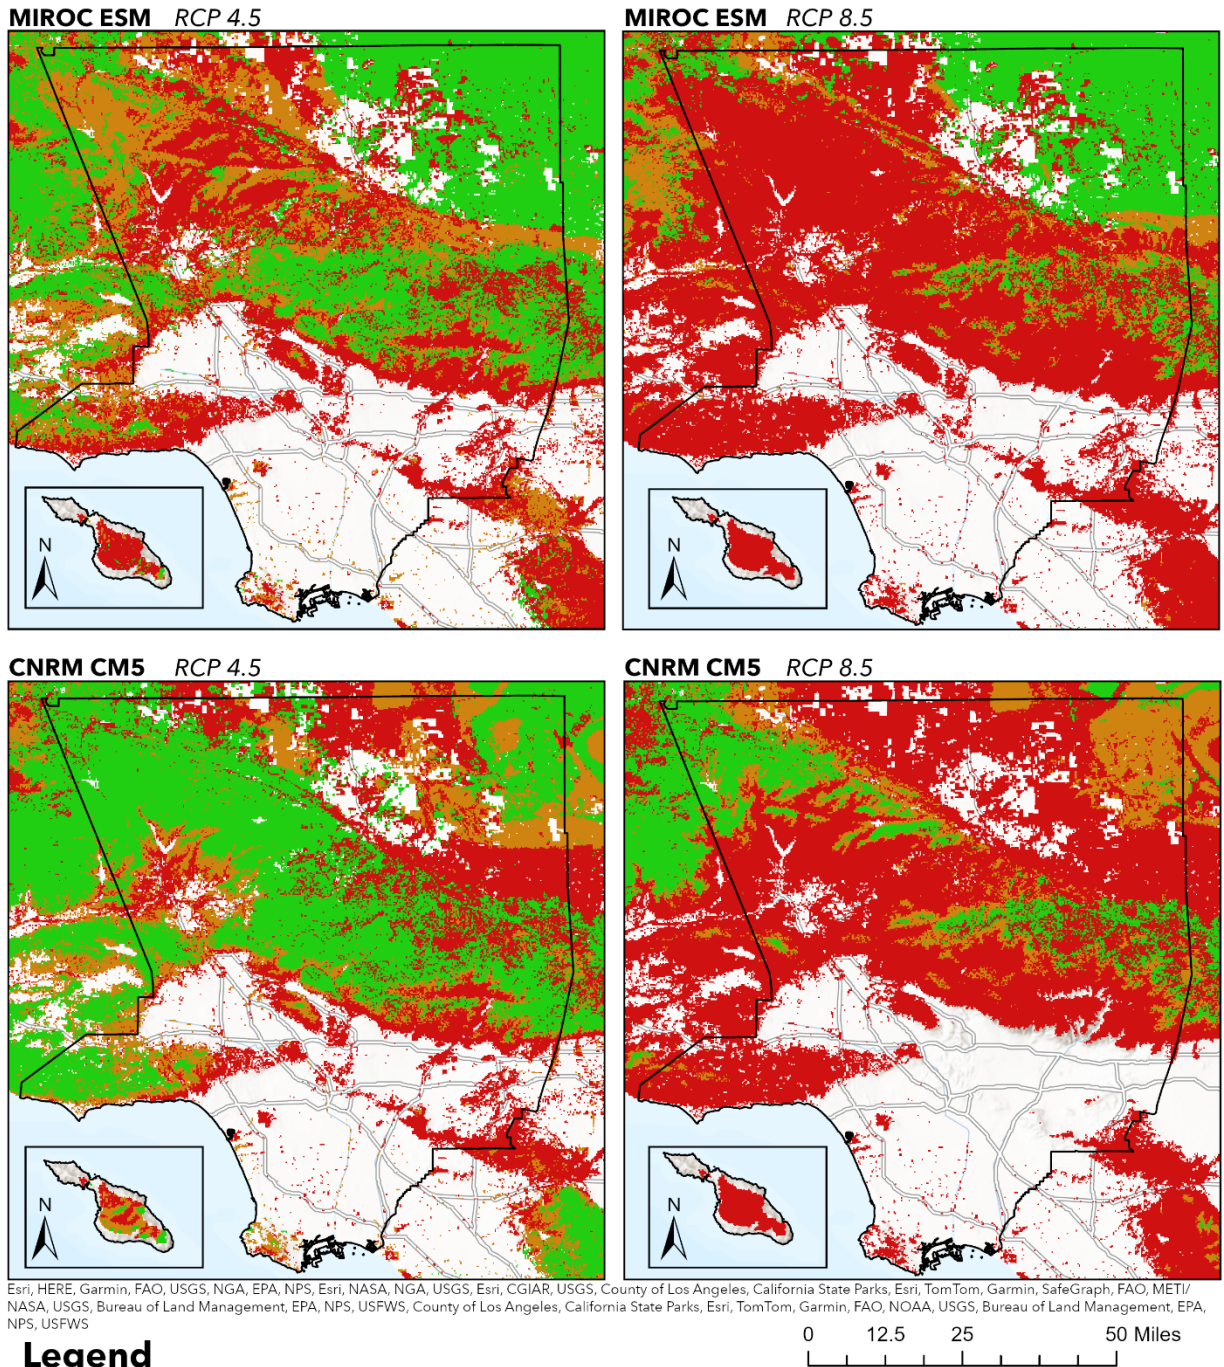 MIROC ESM RCP 4.5
MIROC ESM RCP 8.5
N
N
CNRM CM5 RCP 4.5
CNRM CM5 RCP 8.5
N
N
Esri, HERE, Garmin, FAO, USGS, NGA, EPA, NPS, Esri, NASA, NGA, USGS, Esri, CGIAR, USGS, County of Los Angeles, California State Parks, Esri, TomTom, Garmin, SafeGraph, FAO, METI/
NASA, USGS, Bureau of Land Management, EPA, NPS, USFWS, County of Los Angeles, California State Parks, Esri, TomTom, Garmin, FAO, NOAA, USGS, Bureau of Land Management, EPA,
NPS, USFWS
0 12.5 25 50 Miles
Legend